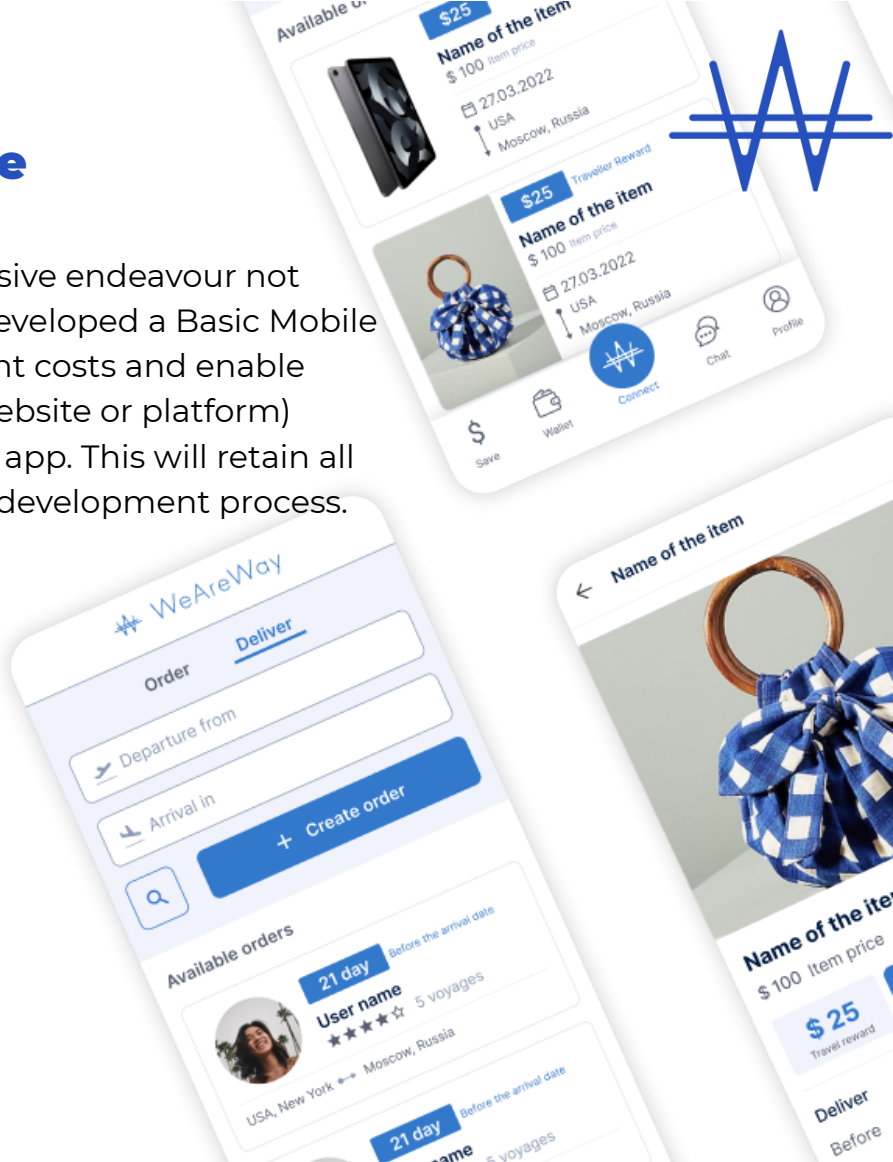 e
sive endeavour not
eveloped a Basic Mobile
nt costs and enable
ebsite or platform)
app. This will retain all
development process.
Available
$25
Name of the item
$ 100 Item price
27.03.2022
USA
Moscow, Russia
$25 Traveller Reward
Name of the item
$ 100 Item price
27.03.2022
USA
Moscow, Russia
Save
Wallet
Connect
Chat
Profile
WeAreWay
Order Deliver
Departure from
Arrival in
+ Create order
Available orders
21 day Before the arrival date
User name
5 voyages
USA, New York Moscow, Russia
21 day Before the arrival date
ame
5 voyages
Name of the item
Name of the ite
$ 100 Item price
$ 25
Travel reward
Deliver
Before